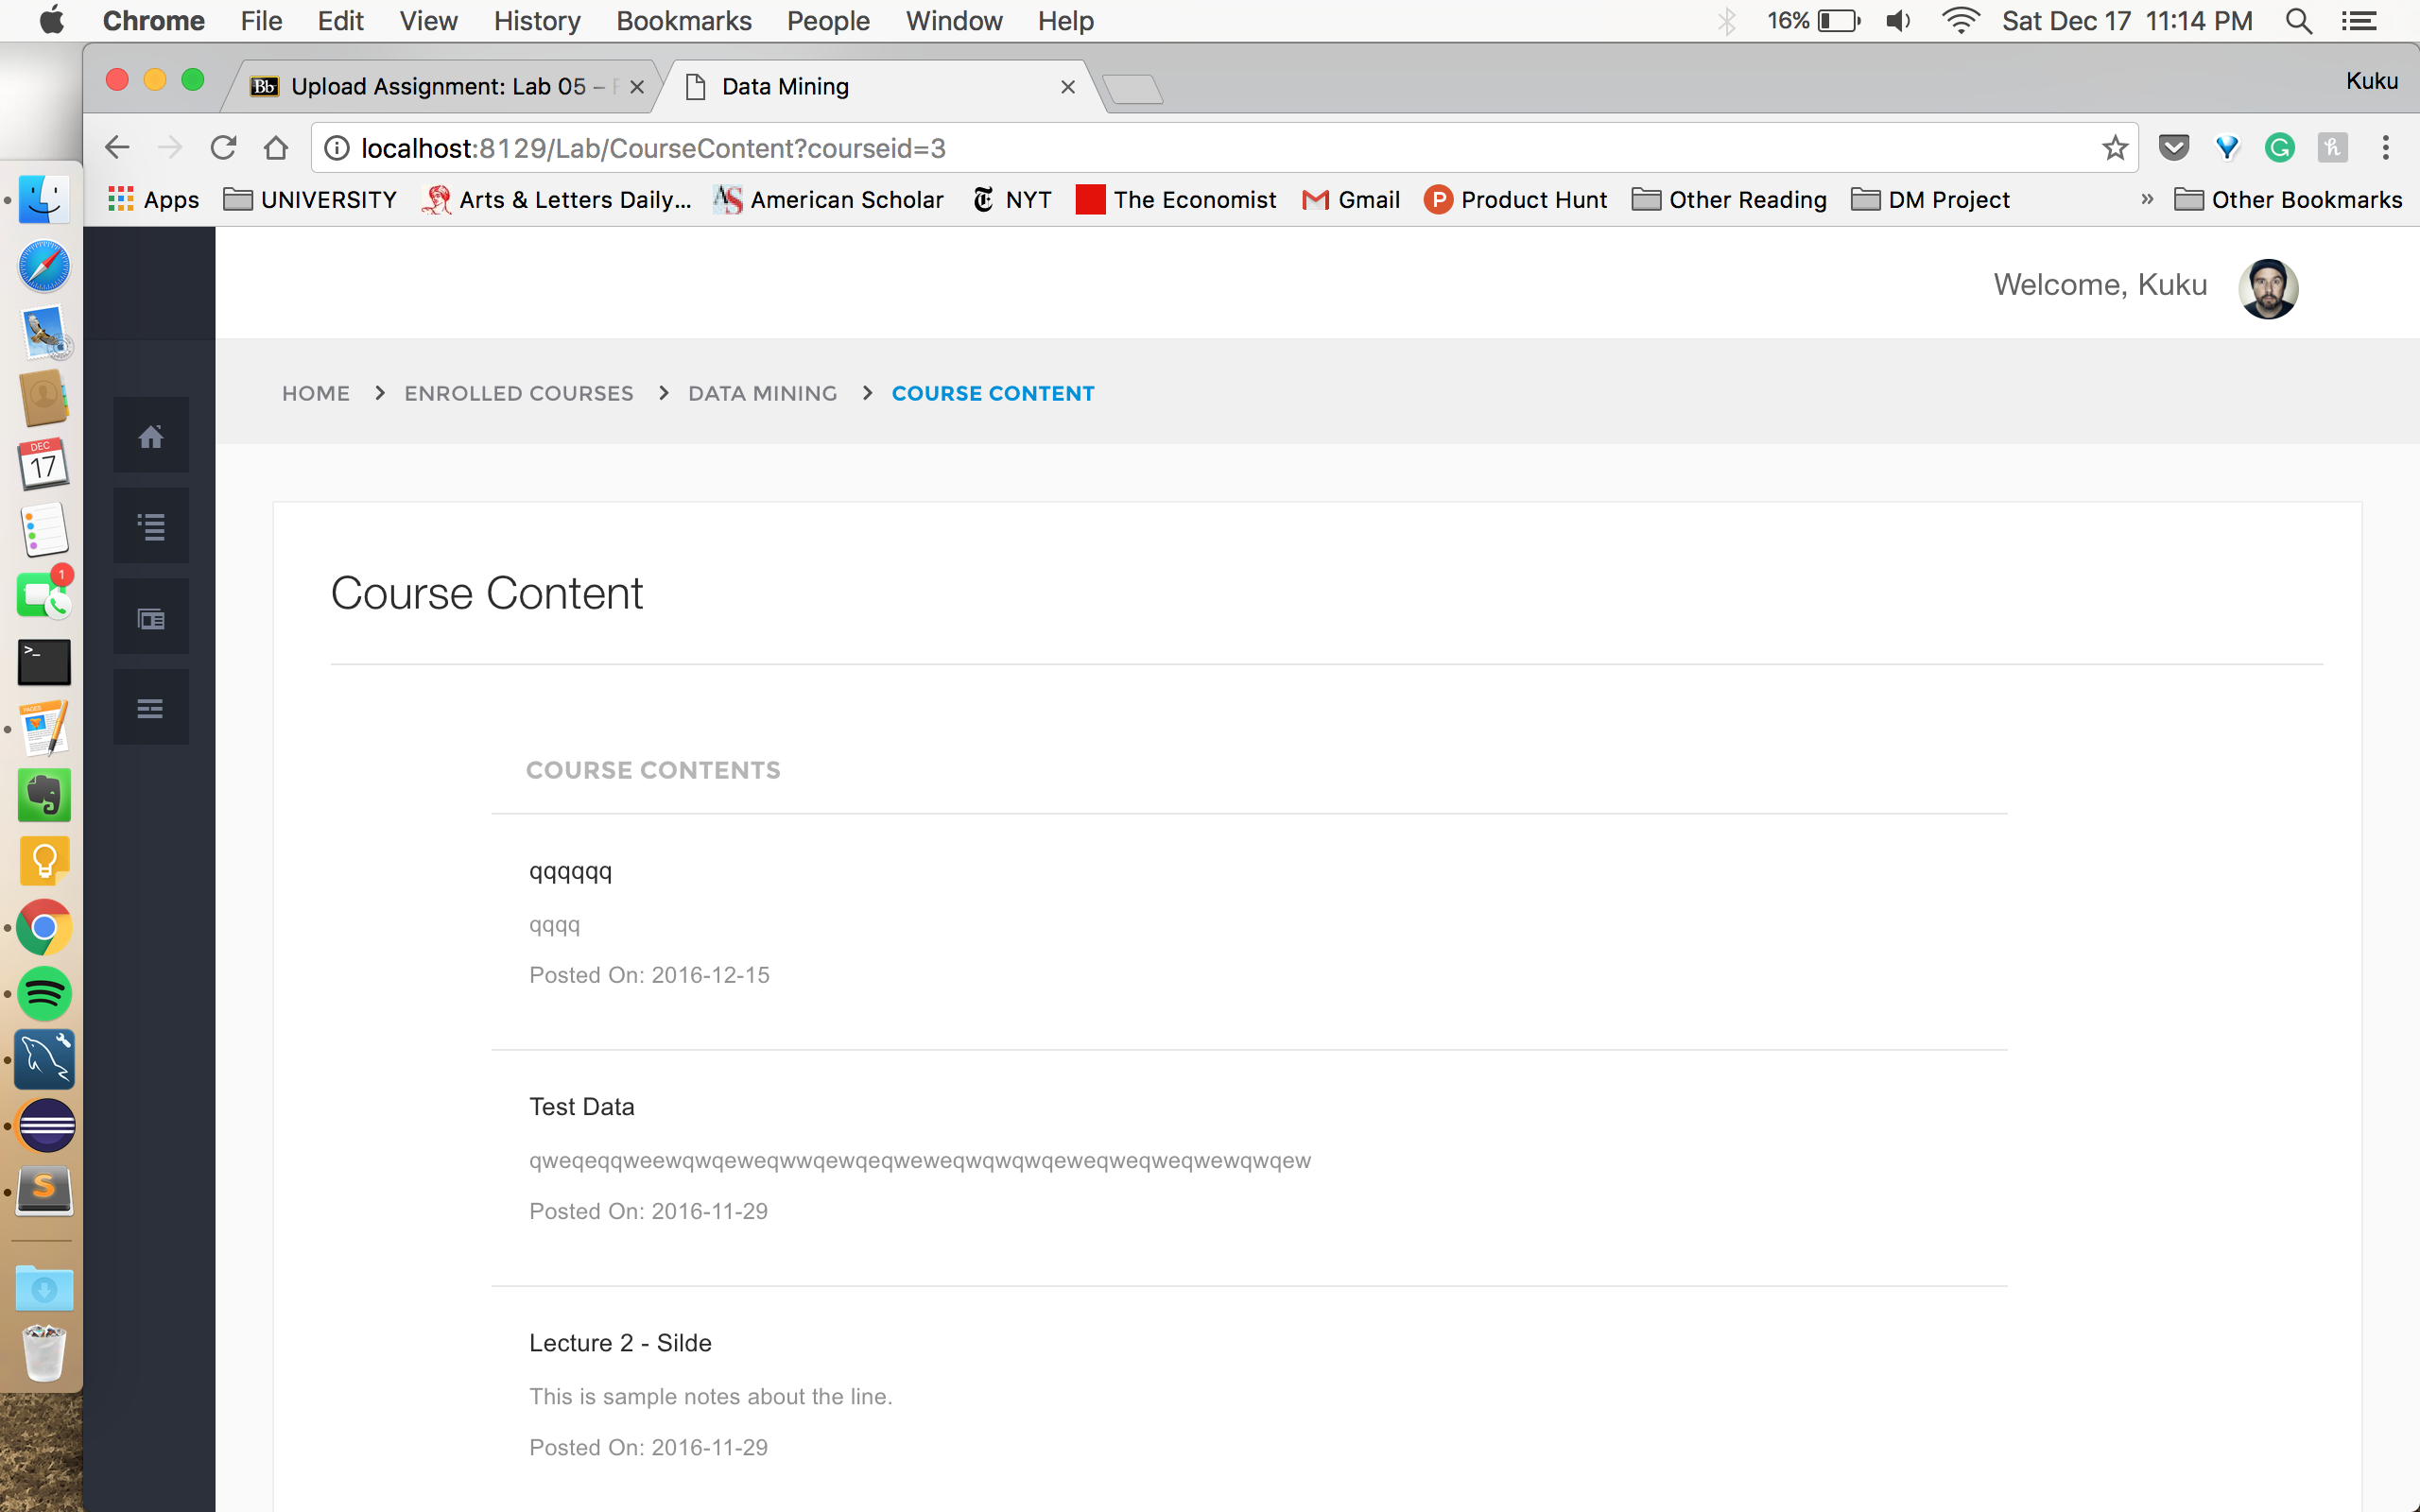 Chrome File Edit View History Bookmarks People Window Help 16% Sat Dec 17 11:14 PM
Bb Upload Assignment: Lab 05 – Data Mining Kuku
localhost:8129/Lab/CourseContent?courseid=3
Apps UNIVERSITY Arts & Letters Daily... AS American Scholar NYT The Economist Gmail P Product Hunt Other Reading DM Project » Other Bookmarks
Welcome, Kuku
HOME > ENROLLED COURSES > DATA MINING > COURSE CONTENT
DEC
17
1
>_
PAGES
S
Course Content
COURSE CONTENTS
qqqqqq
qqqq
Posted On: 2016-12-15
Test Data
qweqeqqweewqwqeweqwwqewqeqweweqwqwqwqeweqweqweqwewqwqew
Posted On: 2016-11-29
Lecture 2 - Silde
This is sample notes about the line.
Posted On: 2016-11-29